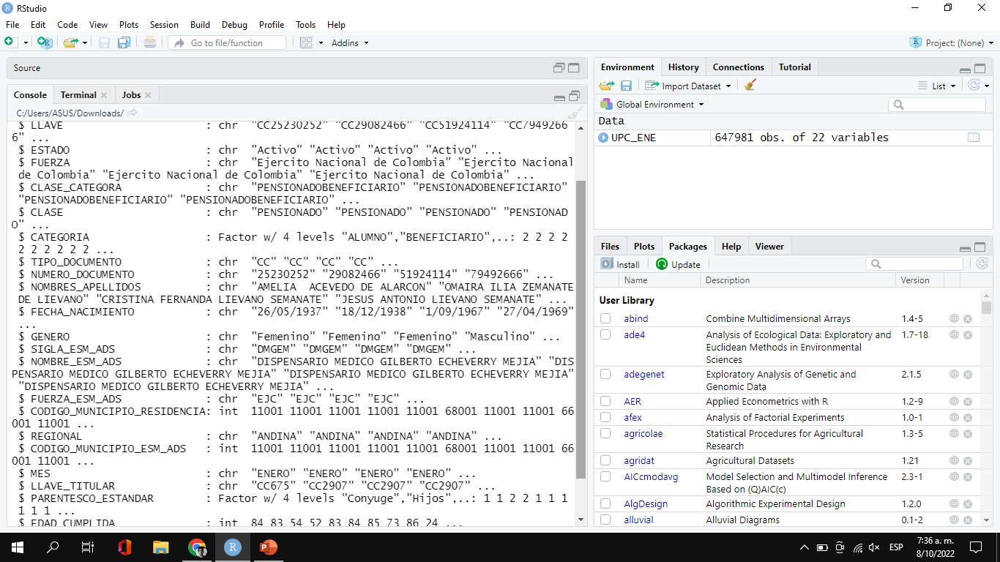 RStudio
File Edit Code View Plots Session Build Debug Profile Tools Help
Go to file/function Addins Project: (None)
Source
Console Terminal Jobs
C:/Users/ASUS/Downloads/
$ LLAVE : chr "CC25230252" "CC29082466" "CC51924114" "CC7949266
6" ...
$ ESTADO : chr "Activo" "Activo" "Activo" "Activo" ...
$ FUERZA : chr "Ejercito Nacional de Colombia" "Ejercito Nacional
de Colombia" "Ejercito Nacional de Colombia" "Ejercito Nacional de Colombia" ...
$ CLASE_CATEGORA : chr "PENSIONADOBENEFICIARIO" "PENSIONADOBENEFICIARIO"
"PENSIONADOBENEFICIARIO" "PENSIONADOBENEFICIARIO" ...
$ CLASE : chr "PENSIONADO" "PENSIONADO" "PENSIONADO" "PENSIONAD
O" ...
$ CATEGORIA : Factor w/ 4 levels "ALUMNO","BENEFICIARIO",..: 2 2 2 2
2 2 2 2 2 2 ...
$ TIPO_DOCUMENTO : chr "CC" "CC" "CC" "CC" ...
$ NUMERO_DOCUMENTO : chr "25230252" "29082466" "51924114" "79492666" ...
$ NOMBRES_APELLIDOS : chr "AMELIA  ACEVEDO DE ALARCON" "OMAIRA ILIA ZEMANATE
DE LIEVANO" "CRISTINA FERNANDA LIEVANO SEMANATE" "JESUS ANTONIO LIEVANO SEMANATE" ...
$ FECHA_NACIMIENTO : chr "26/05/1937" "18/12/1938" "1/09/1967" "27/04/1969"
...
$ GENERO : chr "Femenino" "Femenino" "Femenino" "Masculino" ...
$ SIGLA_ESM_ADS : chr "DMGEM" "DMGEM" "DMGEM" "DMGEM" ...
$ NOMBRE_ESM_ADS : chr "DISPENSARIO MEDICO GILBERTO ECHEVERRY MEJIA" "DIS
PENSARIO MEDICO GILBERTO ECHEVERRY MEJIA" "DISPENSARIO MEDICO GILBERTO ECHEVERRY MEJIA"
"DISPENSARIO MEDICO GILBERTO ECHEVERRY MEJIA" ...
$ FUERZA_ESM_ADS : chr "EJC" "EJC" "EJC" "EJC" ...
$ CODIGO_MUNICIPIO_RESIDENCIA: int 11001 11001 11001 11001 11001 68001 11001 11001 66
001 11001 ...
$ REGIONAL : chr "ANDINA" "ANDINA" "ANDINA" "ANDINA" ...
$ CODIGO_MUNICIPIO_ESM_ADS : int 11001 11001 11001 11001 11001 68001 11001 11001 66
001 11001 ...
$ MES : chr "ENERO" "ENERO" "ENERO" "ENERO" ...
$ LLAVE_TITULAR : chr "CC675" "CC2907" "CC2907" "CC2907" ...
$ PARENTESCO_ESTANDAR : Factor w/ 4 levels "Conyuge","Hijos",..: 1 1 2 2 1 1 1
1 1 1 ...
$ EDAD_CUMPLIDA : int 84 83 54 52 83 84 85 73 86 24 ...
Environment History Connections Tutorial
Import Dataset List
Global Environment
Data
UPC_ENE 647981 obs. of 22 variables
Files Plots Packages Help Viewer
Install Update
Name Description Version
User Library
abind Combine Multidimensional Arrays 1.4-5
ade4 Analysis of Ecological Data: Exploratory and 1.7-18
Euclidean Methods in Environmental
Sciences
adegenet Exploratory Analysis of Genetic and 2.1.5
Genomic Data
AER Applied Econometrics with R 1.2-9
afex Analysis of Factorial Experiments 1.0-1
agricolae Statistical Procedures for Agricultural 1.3-5
Research
agridat Agricultural Datasets 1.21
AICcmodavg Model Selection and Multimodel Inference 2.3-1
Based on (Q)AIC(c)
AlgDesign Algorithmic Experimental Design 1.2.0
alluvial Alluvial Diagrams 0.1-2
ESP
7:36 a. m.
8/10/2022